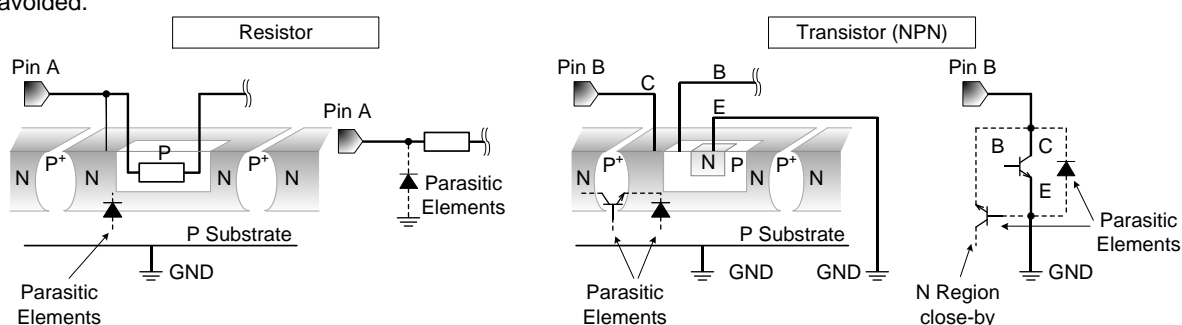 avoided.
Resistor
Transistor (NPN)
Pin A
Pin A
Pin B
Pin B
C
B
E
N
P+
N
P
N
P+
N
Parasitic
Elements
P Substrate
GND
Parasitic
Elements
N
P+
N
N
P
N
P+
N
P Substrate
GND
GND
Parasitic
Elements
B
C
E
Parasitic
Elements
GND
N Region
close-by